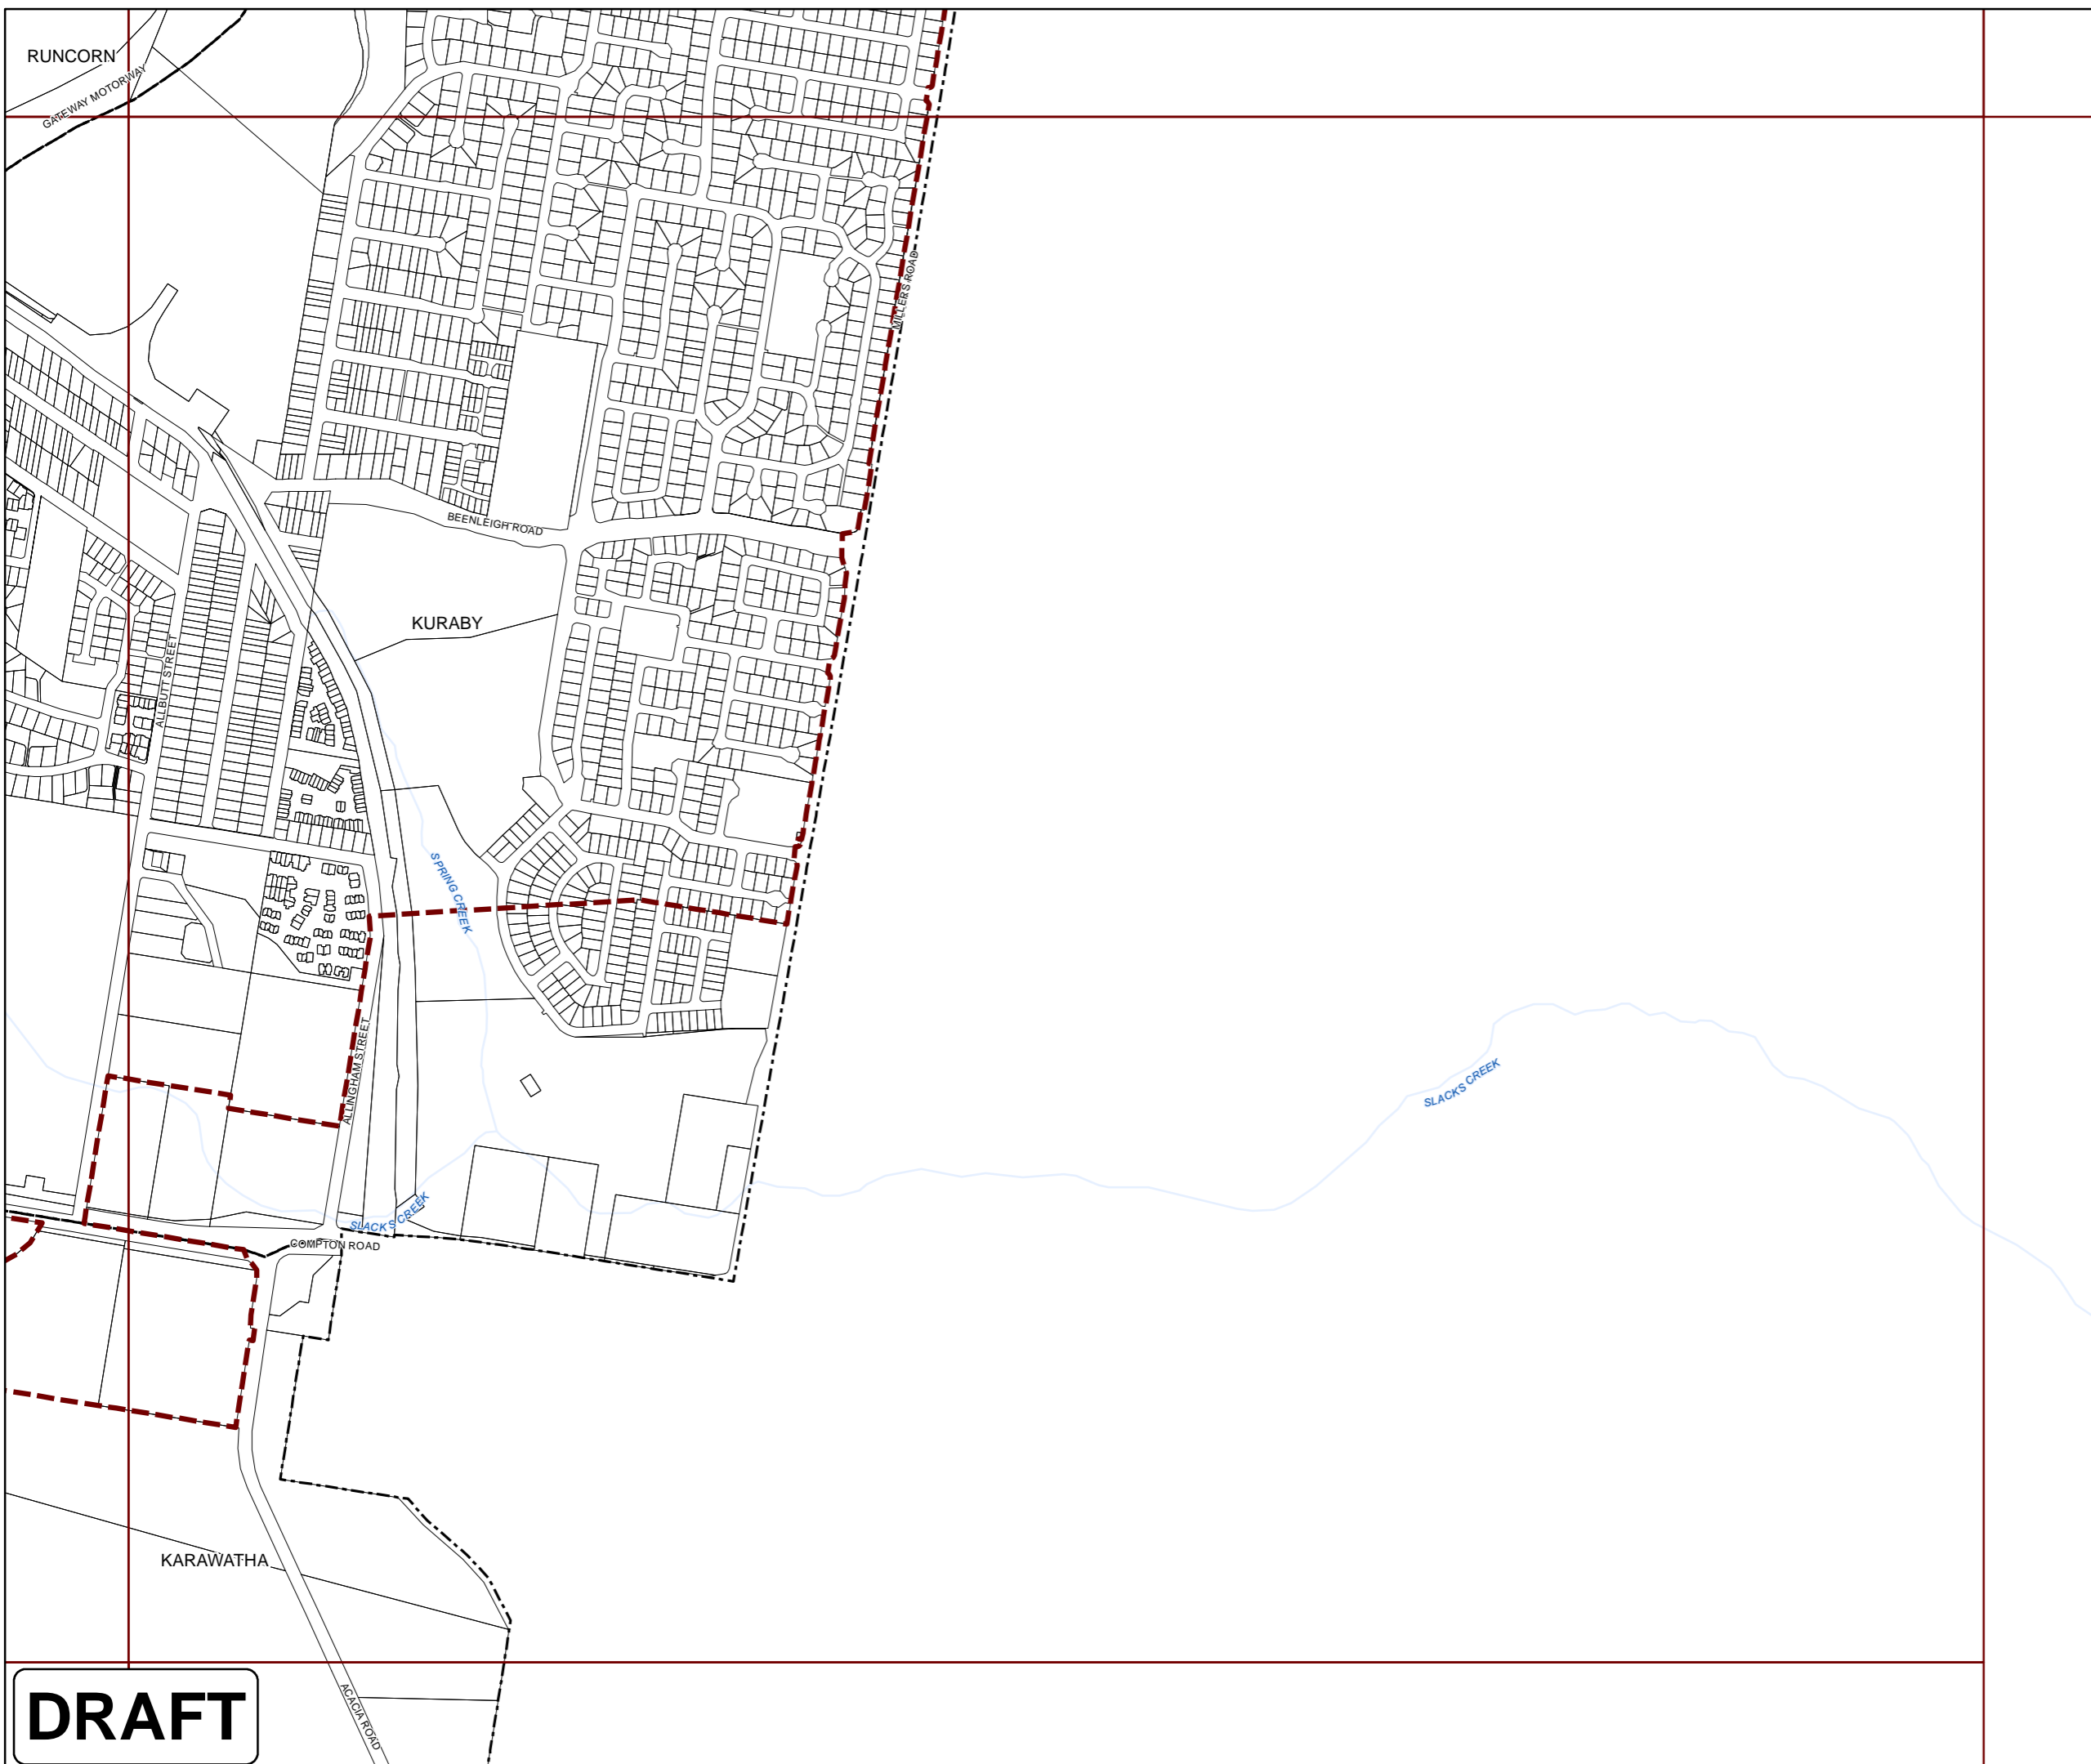 RUNCORN
GATEWAY MOTORWAY
MILLERS ROAD
BEENLEIGH ROAD
KURABY
ALLBUTT STREET
SPRING CREEK
ALLINGHAM STREET
SLACKS CREEK
SLACKS CREEK
COMPTON ROAD
KARAWATHA
ACACIA ROAD
DRAFT